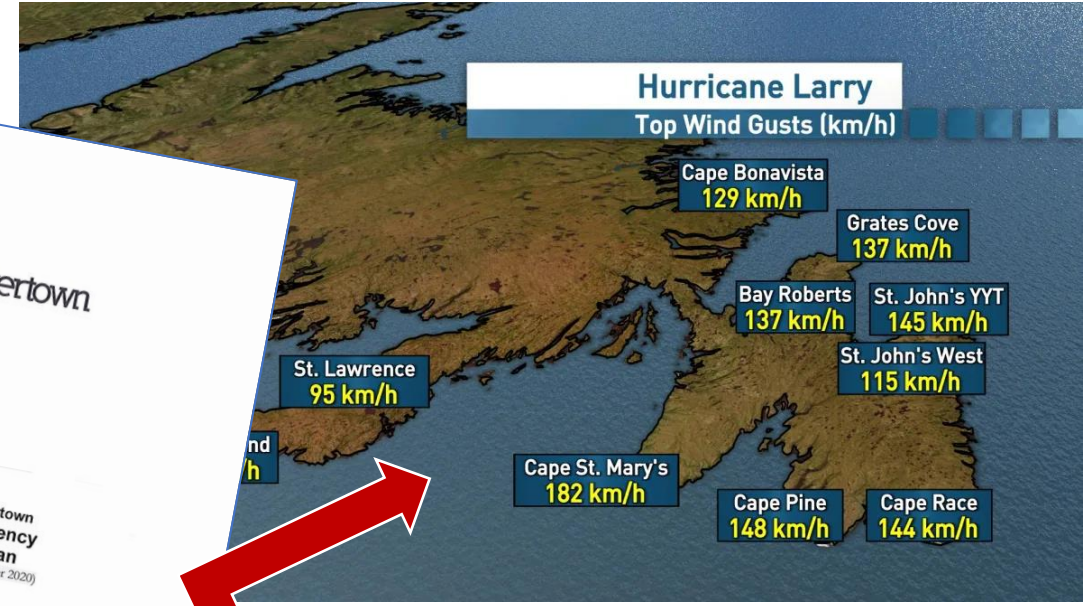 Hurricane Larry
Top Wind Gusts (km/h)
Cape Bonavista
129 km/h
Grates Cove
137 km/h
Bay Roberts
137 km/h
St. John's YYT
145 km/h
St. John's West
115 km/h
St. Lawrence
95 km/h
nd
/h
Cape St. Mary's
182 km/h
Cape Pine
148 km/h
Cape Race
144 km/h
ertown
town
ency
an
r 2020)